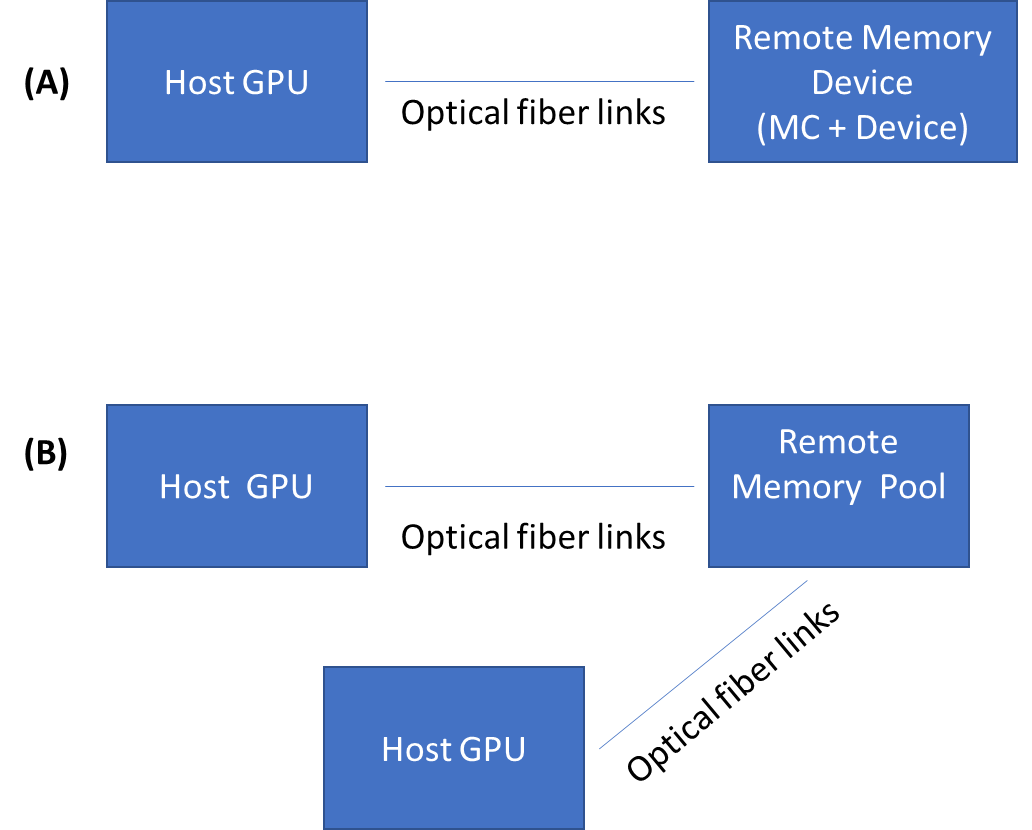 (A)
Host GPU
Optical fiber links
Remote Memory
Device
(MC + Device)
(B)
Host  GPU
Optical fiber links
Remote
Memory  Pool
Host GPU
Optical fiber links